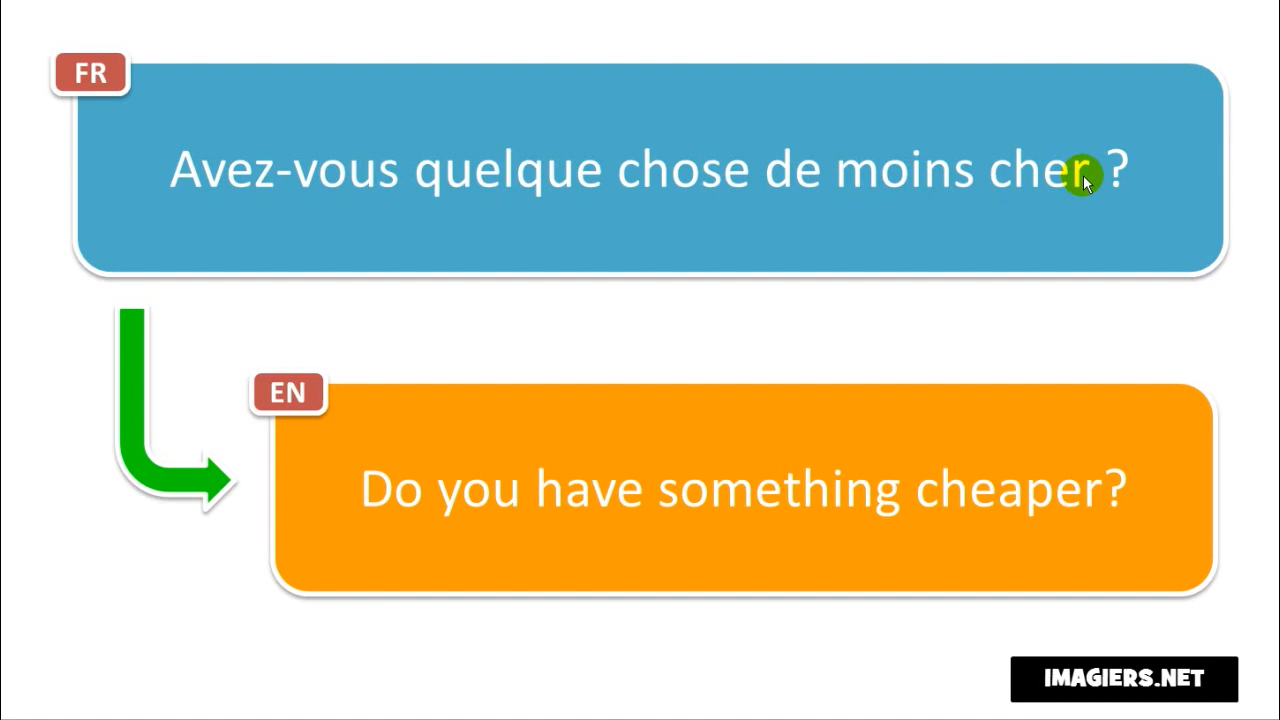 FR
Avez-vous quelque chose de moins cher ?
EN
Do you have something cheaper?
IMAGIERS.NET